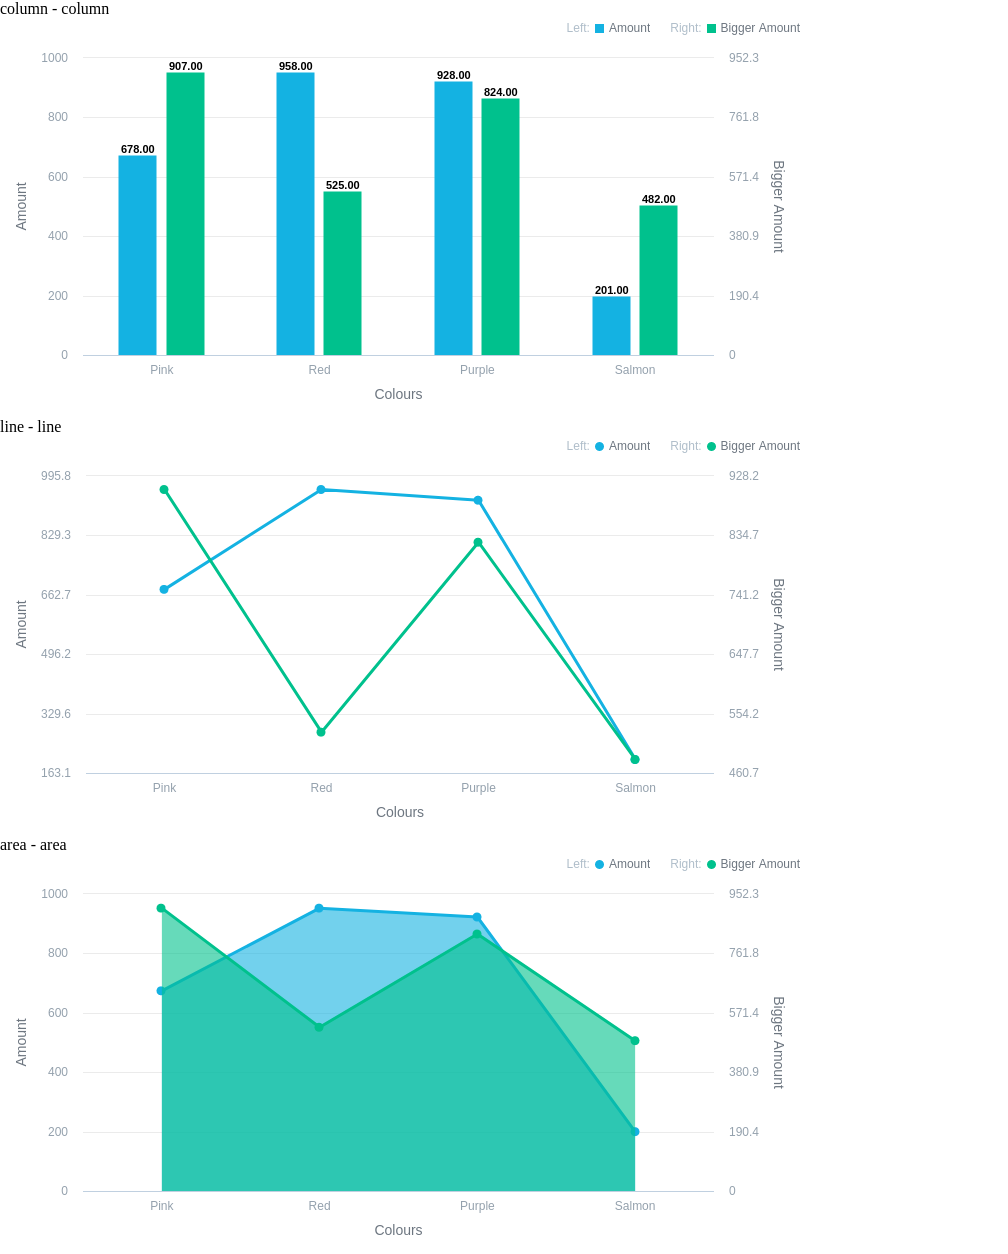 column - column
Left: Amount Right: Bigger Amount
1000 952.3
907.00 958.00
928.00
824.00
800 761.8
678.00
600 571.4
525.00
482.00
400 380.9
201.00
200 190.4
0 0
Amount
Bigger Amount
Pink Red Purple Salmon
Colours
line - line
Left: Amount Right: Bigger Amount
995.8 928.2
829.3 834.7
662.7 741.2
496.2 647.7
329.6 554.2
163.1 460.7
Amount
Bigger Amount
Pink Red Purple Salmon
Colours
area - area
Left: Amount Right: Bigger Amount
1000 952.3
800 761.8
600 571.4
400 380.9
200 190.4
0 0
Amount
Bigger Amount
Pink Red Purple Salmon
Colours